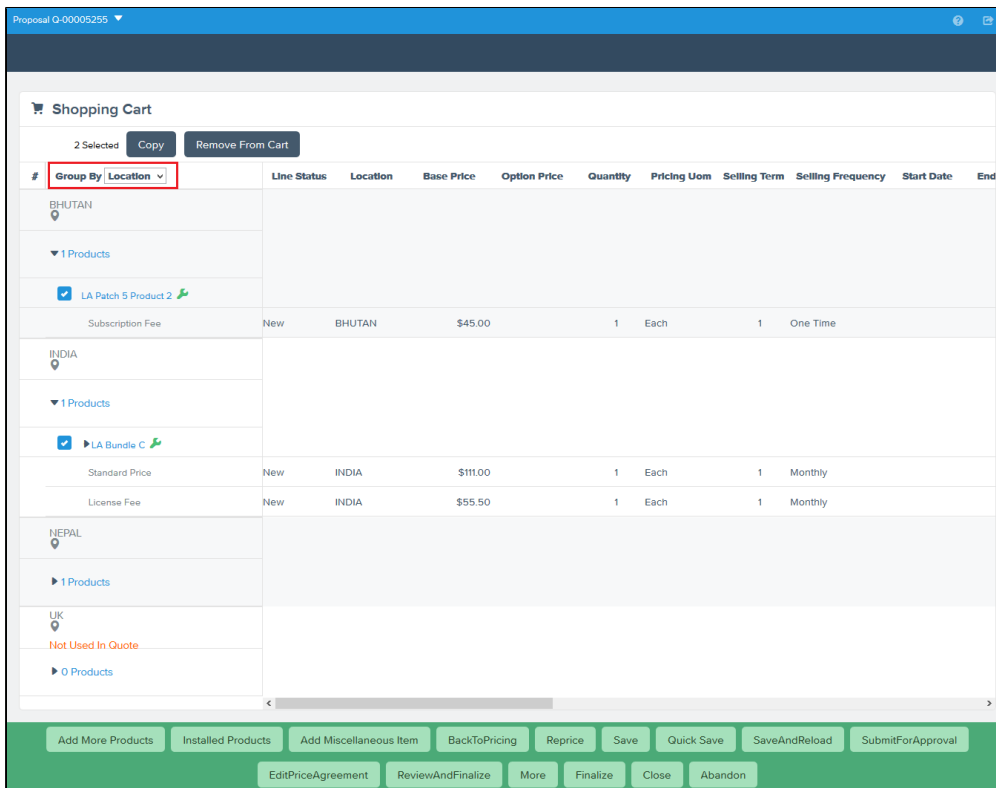 Proposal Q-00005255
Shopping Cart
2 Selected Copy Remove From Cart
# Group By Location Line Status Location Base Price Option Price Quantity Pricing Uom Selling Term Selling Frequency Start Date End
BHUTAN
1 Products
LA Patch 5 Product 2
Subscription Fee New BHUTAN $45.00 1 Each 1 One Time
INDIA
1 Products
LA Bundle C
Standard Price New INDIA $111.00 1 Each 1 Monthly
License Fee New INDIA $55.50 1 Each 1 Monthly
NEPAL
1 Products
UK
Not Used In Quote
0 Products
Add More Products Installed Products Add Miscellaneous Item BackToPricing Reprice Save Quick Save SaveAndReload SubmitForApproval
EditPriceAgreement ReviewAndFinalize More Finalize Close Abandon